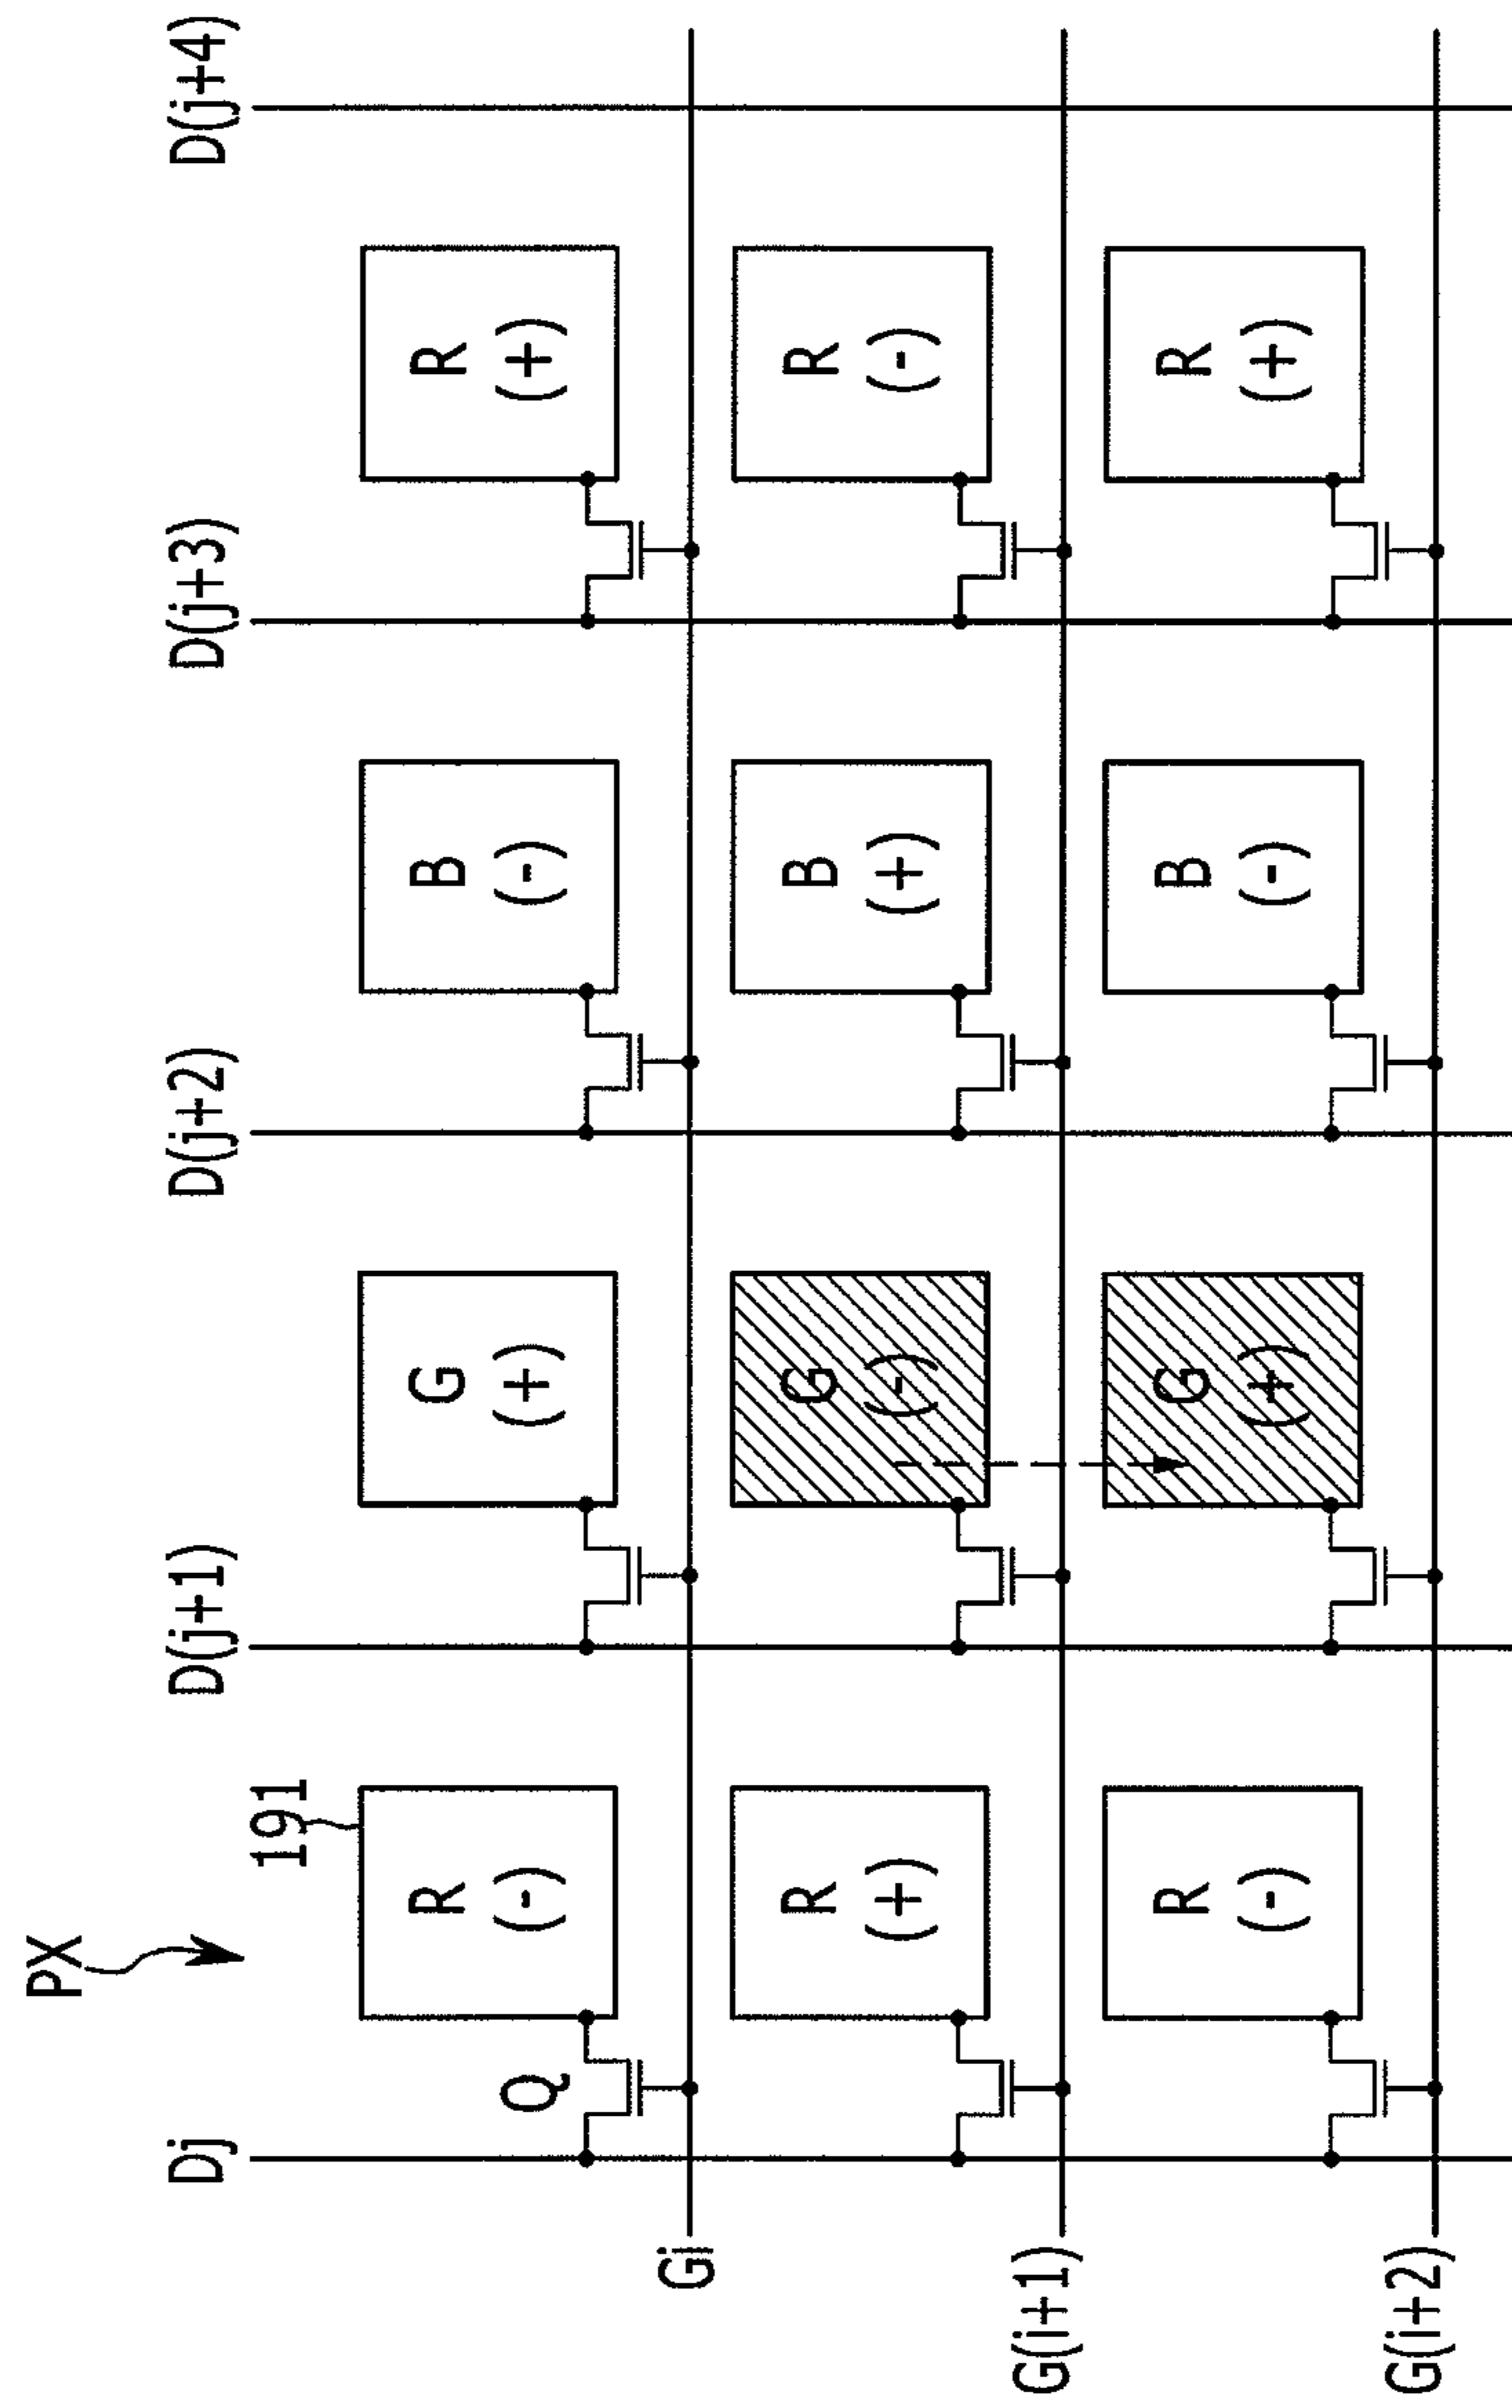 PX
Dj
D(j+1)
D(j+2)
D(j+3)
D(j+4)
191
Q
R
(-)
G
(+)
B
(-)
R
(+)
Gi
R
(+)
G
(-)
B
(+)
R
(-)
G(i+1)
R
(-)
G
(+)
B
(-)
R
(+)
G(i+2)